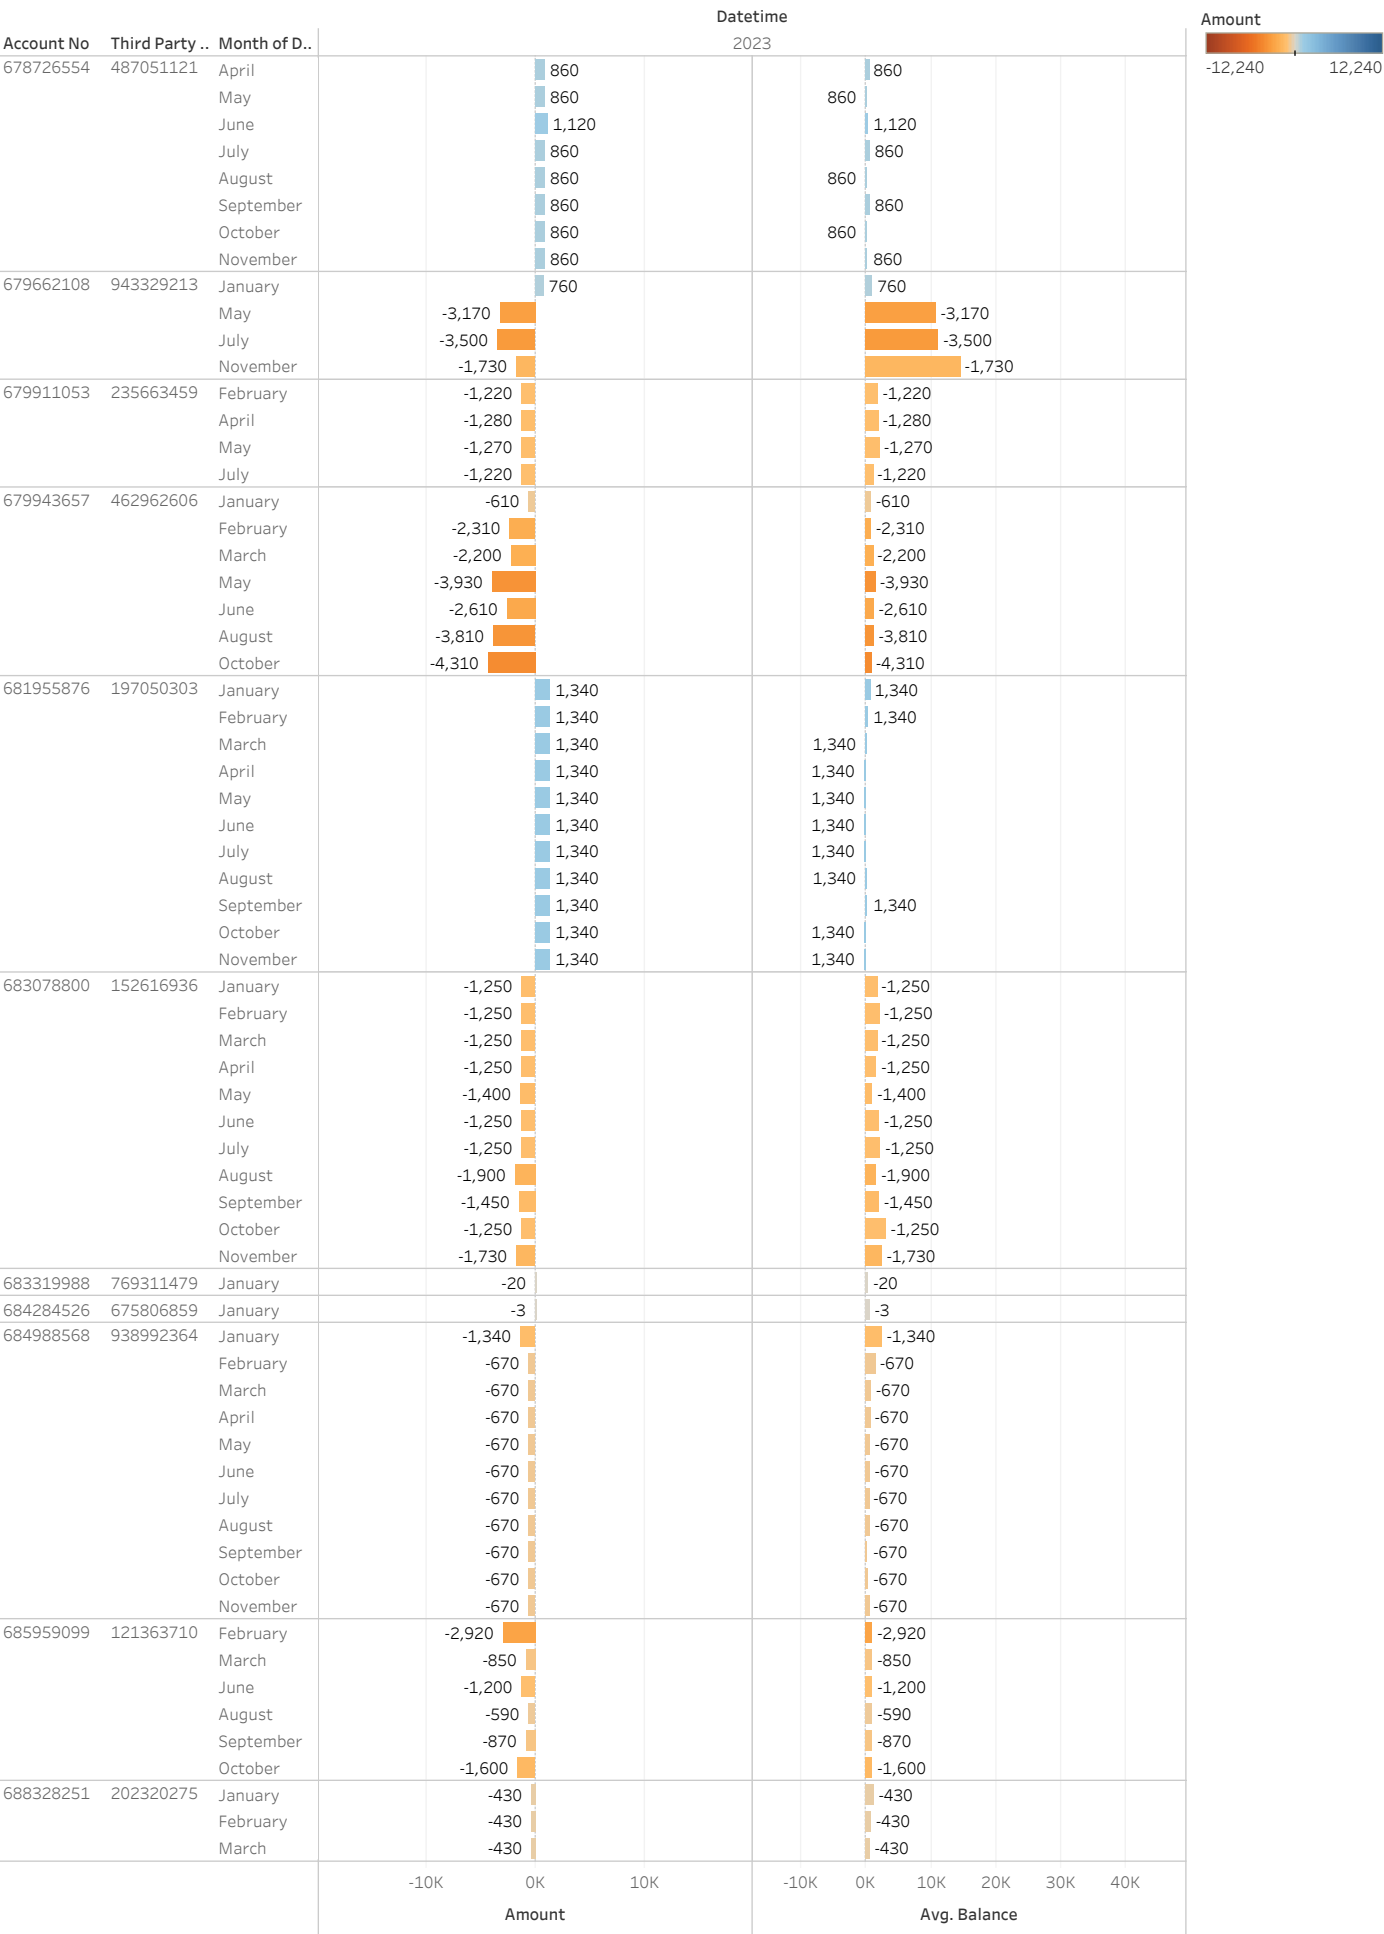 Datetime
Amount
Account No Third Party .. Month of D.. 2023
-12,240 12,240
678726554 487051121 April 860 860
May 860 860
June 1,120 1,120
July 860 860
August 860 860
September 860 860
October 860 860
November 860 860
679662108 943329213 January 760 760
May -3,170 -3,170
July -3,500 -3,500
November -1,730 -1,730
679911053 235663459 February -1,220 -1,220
April -1,280 -1,280
May -1,270 -1,270
July -1,220 -1,220
679943657 462962606 January -610 -610
February -2,310 -2,310
March -2,200 -2,200
May -3,930 -3,930
June -2,610 -2,610
August -3,810 -3,810
October -4,310 -4,310
681955876 197050303 January 1,340 1,340
February 1,340 1,340
March 1,340 1,340
April 1,340 1,340
May 1,340 1,340
June 1,340 1,340
July 1,340 1,340
August 1,340 1,340
September 1,340 1,340
October 1,340 1,340
November 1,340 1,340
683078800 152616936 January -1,250 -1,250
February -1,250 -1,250
March -1,250 -1,250
April -1,250 -1,250
May -1,400 -1,400
June -1,250 -1,250
July -1,250 -1,250
August -1,900 -1,900
September -1,450 -1,450
October -1,250 -1,250
November -1,730 -1,730
683319988 769311479 January -20 -20
684284526 675806859 January -3 -3
684988568 938992364 January -1,340 -1,340
February -670 -670
March -670 -670
April -670 -670
May -670 -670
June -670 -670
July -670 -670
August -670 -670
September -670 -670
October -670 -670
November -670 -670
685959099 121363710 February -2,920 -2,920
March -850 -850
June -1,200 -1,200
August -590 -590
September -870 -870
October -1,600 -1,600
688328251 202320275 January -430 -430
February -430 -430
March -430 -430
-10K 0K 10K -10K 0K 10K 20K 30K 40K
Amount Avg. Balance